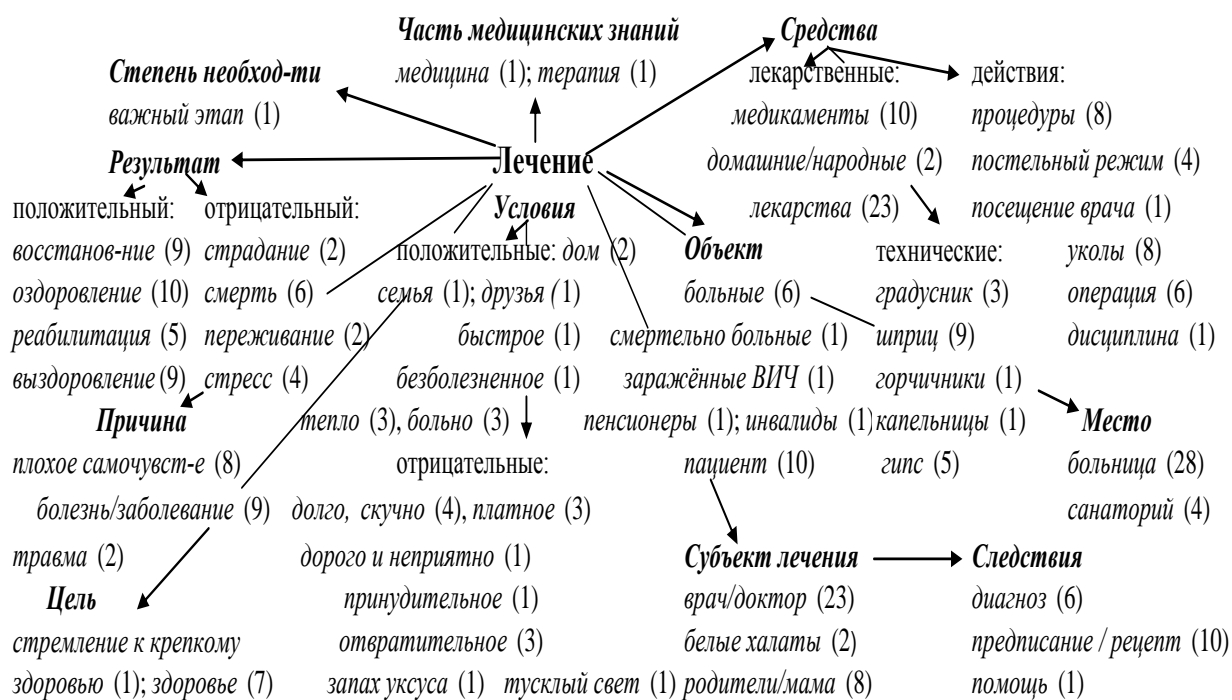 Часть медицинских знаний
медицина (1); терапия (1)
Степень необход-ти
важный этап (1)
Средства
лекарственные:
медикаменты (10)
домашние/народные (2)
лекарства (23)
действия:
процедуры (8)
постельный режим (4)
посещение врача (1)
уколы (8)
операция (6)
дисциплина (1)
технические:
градусник (3)
шприц (9)
горчичники (1)
капельницы (1)
гипс (5)
Лечение
Результат
положительный:
восстанов-ние (9)
оздоровление (10)
реабилитация (5)
выздоровление (9)
отрицательный:
страдание (2)
смерть (6)
переживание (2)
стресс (4)
Условия
положительные: дом (2)
семья (1); друзья (1)
быстрое (1)
безболезненное (1)
тепло (3), больно (3)
отрицательные:
долго, скучно (4), платное (3)
дорого и неприятно (1)
принудительное (1)
отвратительное (3)
запах уксуса (1) тусклый свет (1)
Объект
больные (6)
смертельно больные (1)
заражённые ВИЧ (1)
пенсионеры (1); инвалиды (1)
пациент (10)
Место
больница (28)
санаторий (4)
Причина
плохое самочувст-е (8)
болезнь/заболевание (9)
травма (2)
Цель
стремление к крепкому
здоровью (1); здоровье (7)
Субъект лечения
врач/доктор (23)
белые халаты (2)
родители/мама (8)
Следствия
диагноз (6)
предписание / рецепт (10)
помощь (1)